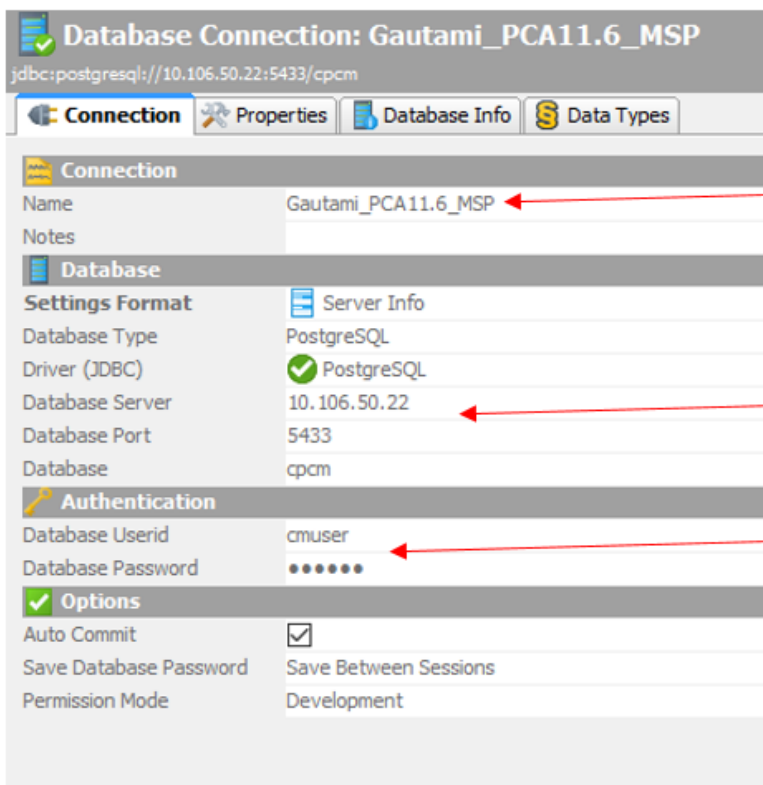 Database Connection: Gautami_PCA11.6_MSP
jdbc:postgresql://10.106.50.22:5433/cpcm
Connection Properties Database Info Data Types
Connection
Name Gautami_PCA11.6_MSP
Notes
Database
Settings Format Server Info
Database Type PostgreSQL
Driver (JDBC) PostgreSQL
Database Server 10.106.50.22
Database Port 5433
Database cpcm
Authentication
Database Userid cmuser
Database Password ●●●●●●
Options
Auto Commit
Save Database Password Save Between Sessions
Permission Mode Development